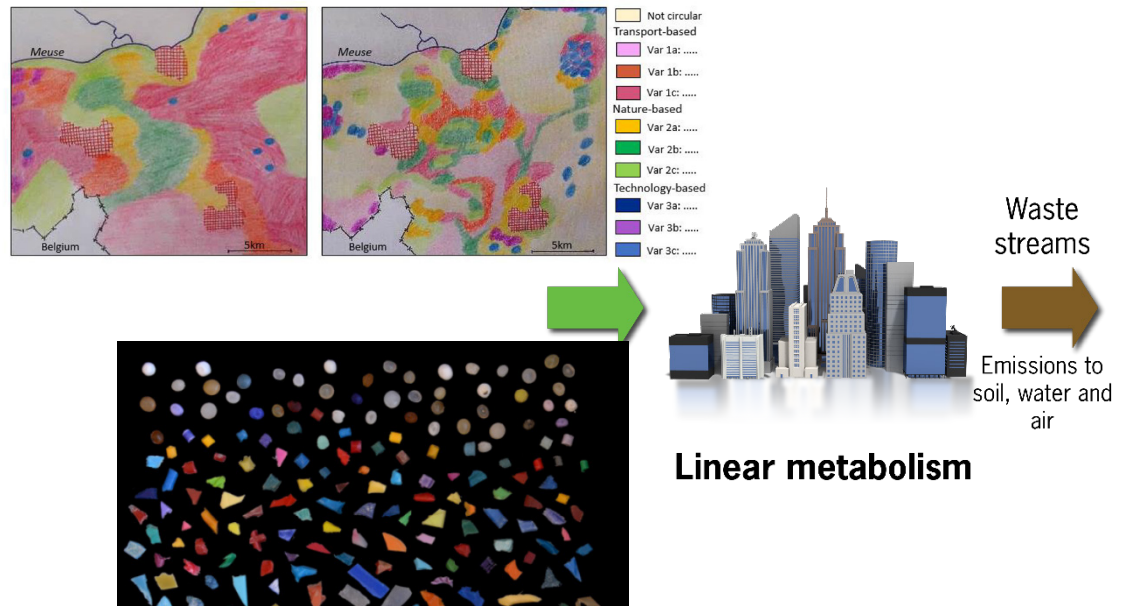 Meuse
Belgium
5km
Meuse
Belgium
5km
Not circular
Transport-based
Var 1a: .....
Var 1b: .....
Var 1c: .....
Nature-based
Var 2a: .....
Var 2b: .....
Var 2c: .....
Technology-based
Var 3a: .....
Var 3b: .....
Var 3c: .....
Waste
streams
Emissions to
soil, water and
air
Linear metabolism